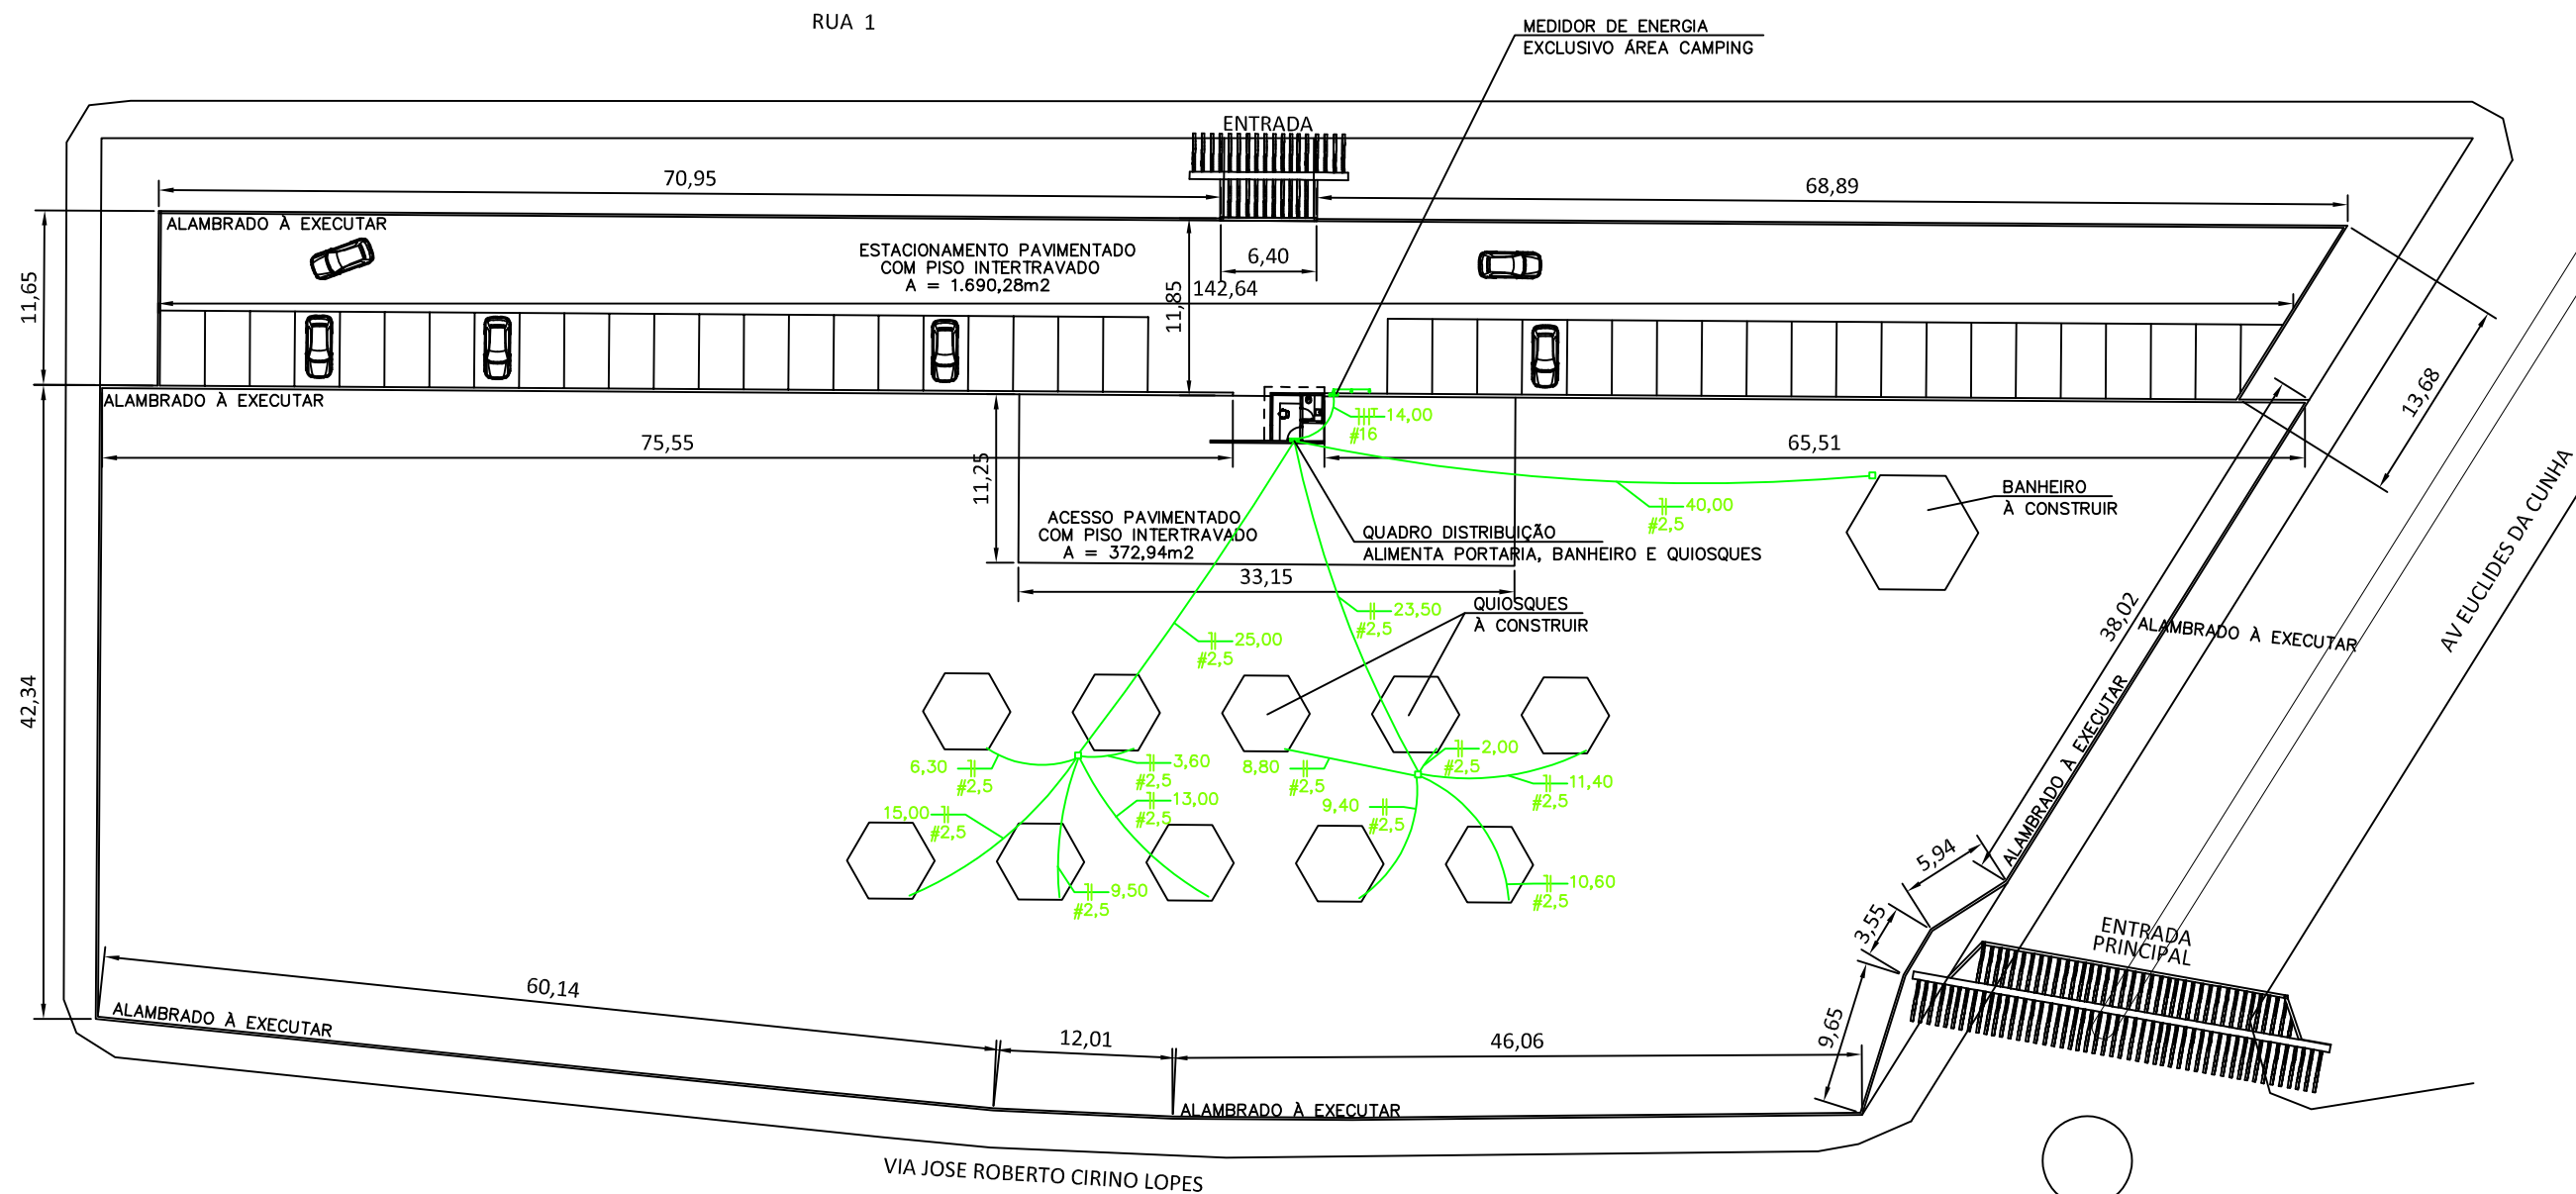 RUA 1
MEDIDOR DE ENERGIA
EXCLUSIVO ÁREA CAMPING
ENTRADA
70,95
68,89
ALAMBRADO À EXECUTAR
ESTACIONAMENTO PAVIMENTADO
COM PISO INTERTRAVADO
A = 1.690,28m2
6,40
11,65
11,85
142,64
13,68
ALAMBRADO À EXECUTAR
14,00
#16
75,55
65,51
11,25
40,00
#2,5
BANHEIRO
À CONSTRUIR
ACESSO PAVIMENTADO
COM PISO INTERTRAVADO
A = 372,94m2
QUADRO DISTRIBUIÇÃO
ALIMENTA PORTARIA, BANHEIRO E QUIOSQUES
AV EUCLIDES DA CUNHA
33,15
23,50
#2,5
QUIOSQUES
À CONSTRUIR
25,00
#2,5
38,02
ALAMBRADO À EXECUTAR
42,34
ALAMBRADO À EXECUTAR
6,30
#2,5
3,60
#2,5
8,80
#2,5
2,00
#2,5
11,40
#2,5
15,00
#2,5
13,00
#2,5
9,40
#2,5
9,50
#2,5
10,60
#2,5
5,94
3,55
9,65
ENTRADA
PRINCIPAL
60,14
ALAMBRADO À EXECUTAR
12,01
46,06
ALAMBRADO À EXECUTAR
VIA JOSE ROBERTO CIRINO LOPES